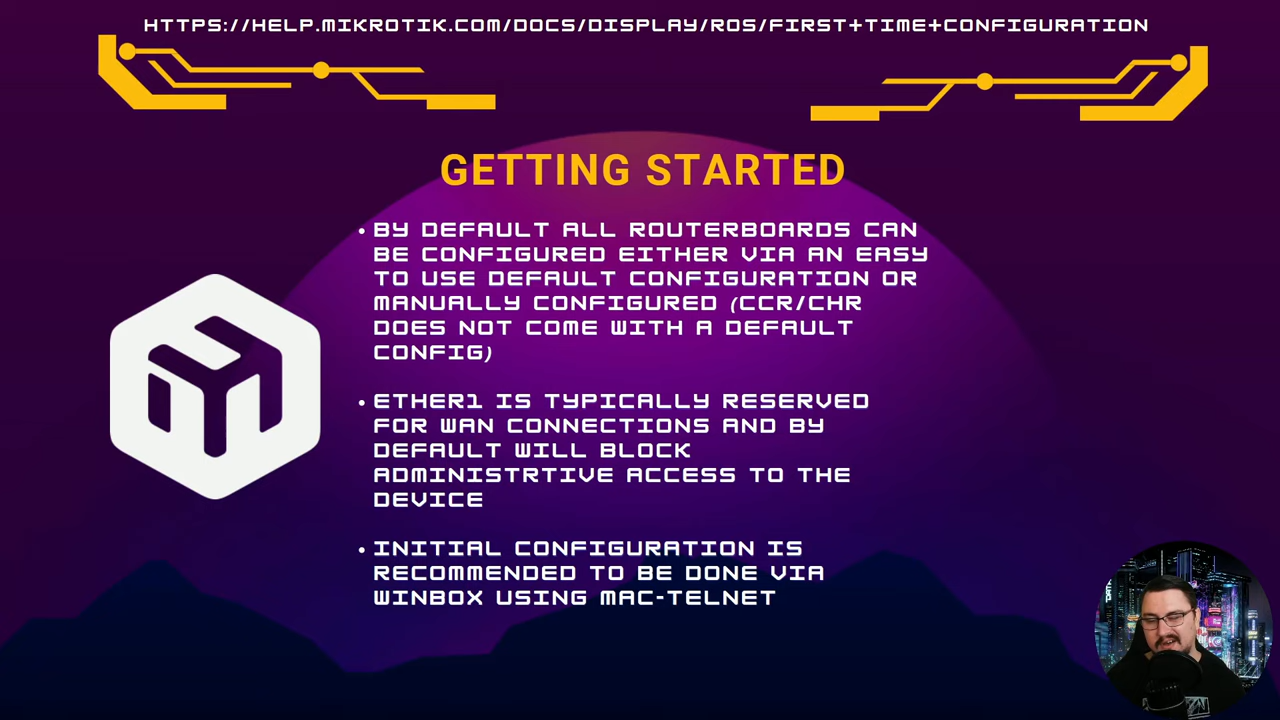 HTTPS://HELP.MIKROTIK.COM/DOCS/DISPLAY/ROS/FIRST+TIME+CONFIGURATION
GETTING STARTED
• BY DEFAULT ALL ROUTERBOARDS CAN
BE CONFIGURED EITHER VIA AN EASY
TO USE DEFAULT CONFIGURATION OR
MANUALLY CONFIGURED (CCR/CHR
DOES NOT COME WITH A DEFAULT
CONFIG)
• ETHER1 IS TYPICALLY RESERVED
FOR WAN CONNECTIONS AND BY
DEFAULT WILL BLOCK
ADMINISTRTIVE ACCESS TO THE
DEVICE
• INITIAL CONFIGURATION IS
RECOMMENDED TO BE DONE VIA
WINBOX USING MAC-TELNET